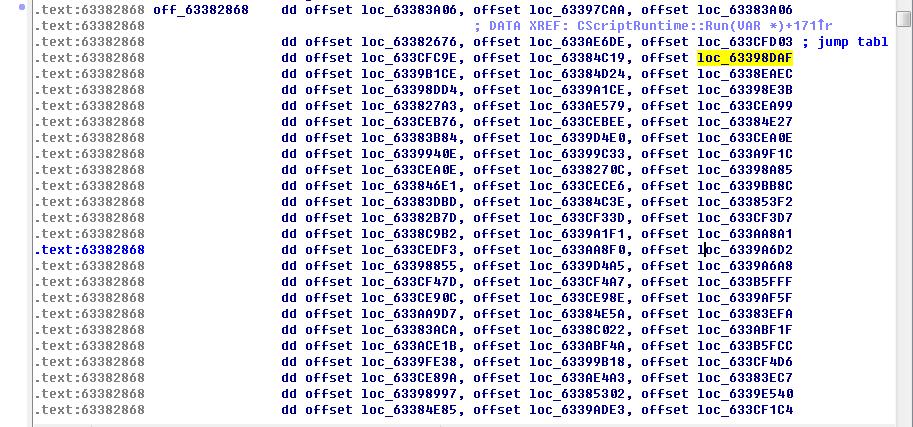 .text:63382868 off_63382868 dd offset loc_63383A06, offset loc_63397CAA, offset loc_63383A06
.text:63382868 ; DATA XREF: CScriptRuntime::Run(VAR *)+171↑r
.text:63382868 dd offset loc_63382676, offset loc_633AE6DE, offset loc_633CFD03 ; jump tabl
.text:63382868 dd offset loc_633CFC9E, offset loc_63384C19, offset loc_63398DAF
.text:63382868 dd offset loc_6339B1CE, offset loc_63384D24, offset loc_6338EAEC
.text:63382868 dd offset loc_63398DD4, offset loc_6339A1CE, offset loc_63398E3B
.text:63382868 dd offset loc_633827A3, offset loc_633AE579, offset loc_633CEA99
.text:63382868 dd offset loc_633CEB76, offset loc_633CEBEE, offset loc_63384E27
.text:63382868 dd offset loc_63383B84, offset loc_6339D4E0, offset loc_633CEA0E
.text:63382868 dd offset loc_6339940E, offset loc_63399C33, offset loc_633A9F1C
.text:63382868 dd offset loc_633CEA0E, offset loc_6338270C, offset loc_63398A85
.text:63382868 dd offset loc_633846E1, offset loc_633CECE6, offset loc_6339BB8C
.text:63382868 dd offset loc_63383DBD, offset loc_63384C3E, offset loc_633853F2
.text:63382868 dd offset loc_63382B7D, offset loc_633CF33D, offset loc_633CF3D7
.text:63382868 dd offset loc_6338C9B2, offset loc_6339A1F1, offset loc_633AA8A1
.text:63382868 dd offset loc_633CEDF3, offset loc_633AA8F0, offset loc_6339A6D2
.text:63382868 dd offset loc_63398855, offset loc_6339D4A5, offset loc_6339A6A8
.text:63382868 dd offset loc_633CF47D, offset loc_633CF4A7, offset loc_633B5FFF
.text:63382868 dd offset loc_633CE90C, offset loc_633CE98E, offset loc_6339AF5F
.text:63382868 dd offset loc_633AA9D7, offset loc_63384E5A, offset loc_63383EFA
.text:63382868 dd offset loc_63383ACA, offset loc_6338C022, offset loc_633ABF1F
.text:63382868 dd offset loc_633ACE1B, offset loc_633ABF4A, offset loc_633B5FCC
.text:63382868 dd offset loc_6339FE38, offset loc_63399B18, offset loc_633CF4D6
.text:63382868 dd offset loc_633CE89A, offset loc_633AE4A3, offset loc_63383EC7
.text:63382868 dd offset loc_63398997, offset loc_63385302, offset loc_6339E540
.text:63382868 dd offset loc_63384E85, offset loc_6339ADE3, offset loc_633CF1C4